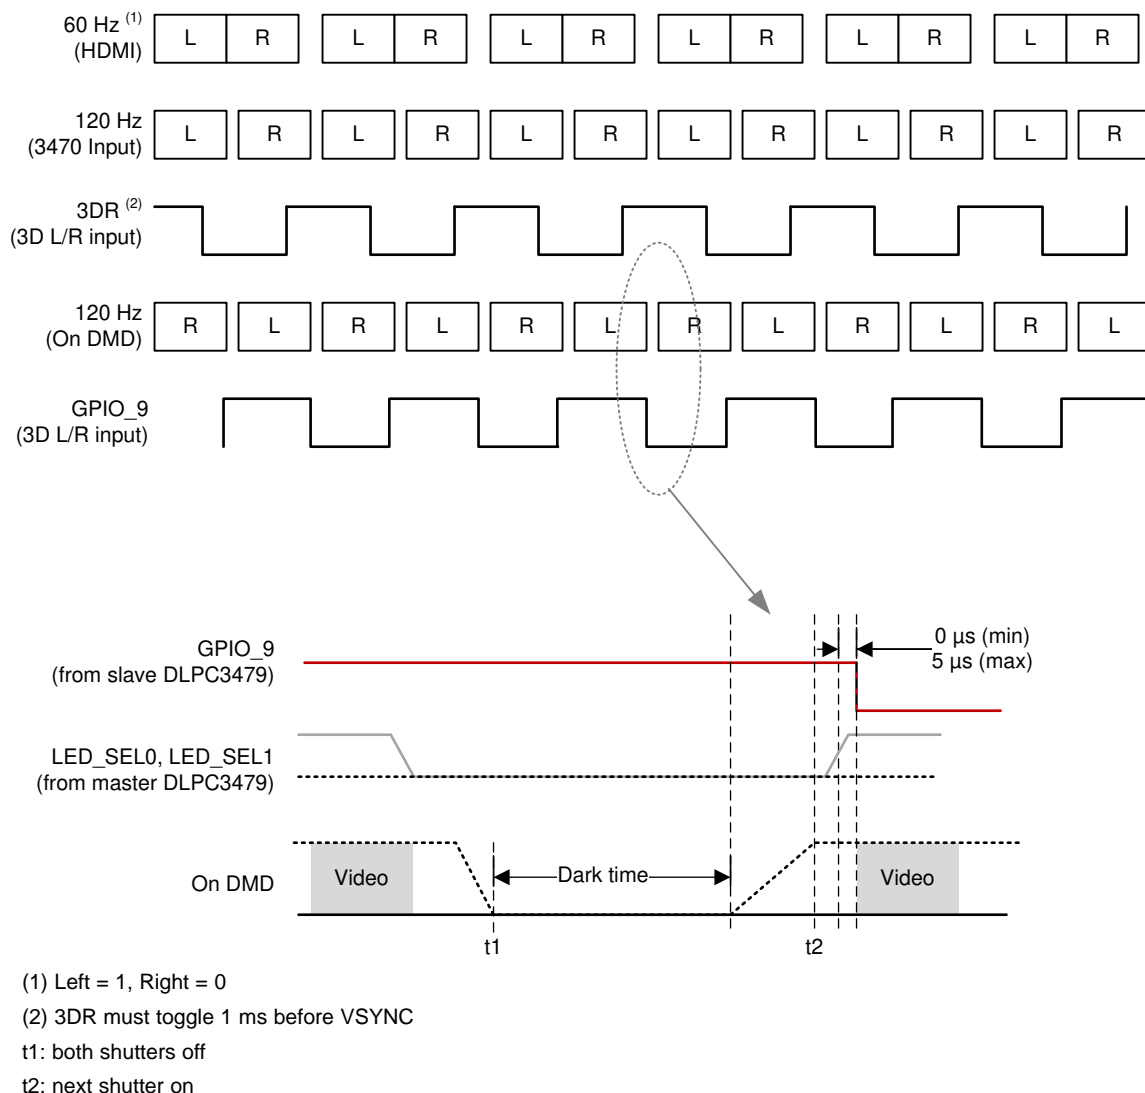 60 Hz (1)
(HDMI)
L R L R L R L R L R L R
120 Hz
(3470 Input)
L R L R L R L R L R L R
3DR (2)
(3D L/R input)
120 Hz
(On DMD)
R L R L R L R L R L R L
GPIO_9
(3D L/R input)
GPIO_9
(from slave DLPC3479)
0 µs (min)
5 µs (max)
LED_SEL0, LED_SEL1
(from master DLPC3479)
On DMD
Video
Dark time
Video
t1
t2
(1) Left = 1, Right = 0
(2) 3DR must toggle 1 ms before VSYNC
t1: both shutters off
t2: next shutter on